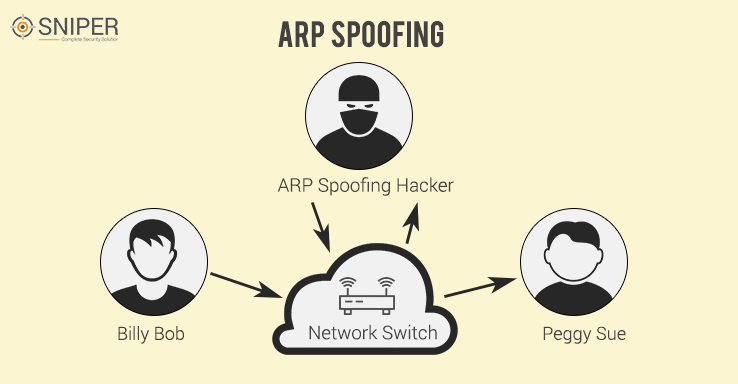 SNIPER
Complete Security Solution
ARP SPOOFING
ARP Spoofing Hacker
Billy Bob
Network Switch
Peggy Sue